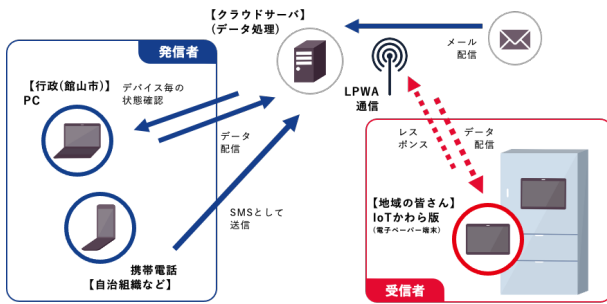 【クラウドサーバ】
(データ処理)
メール
配信
発信者
【行政(館山市)】
PC
デバイス毎の
状態確認
データ
配信
LPWA
通信
レス
ポンス
データ
配信
SMSとして
送信
携帯電話
【自治組織など】
【地域の皆さん】
IoTかわら版
(電子ペーパー端末)
受信者